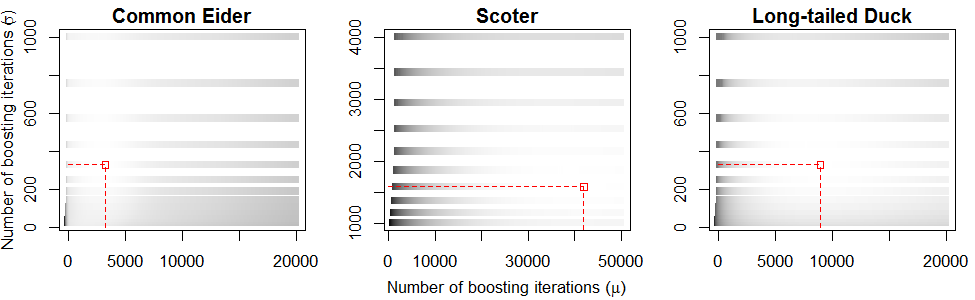 Common Eider
Scoter
Long-tailed Duck
Number of boosting iterations
1000
600
200
0
4000
3000
2000
1000
1000
600
200
0
0 5000 10000 20000
0 10000 30000 50000
0 5000 10000 20000
Number of boosting iterations (μ)